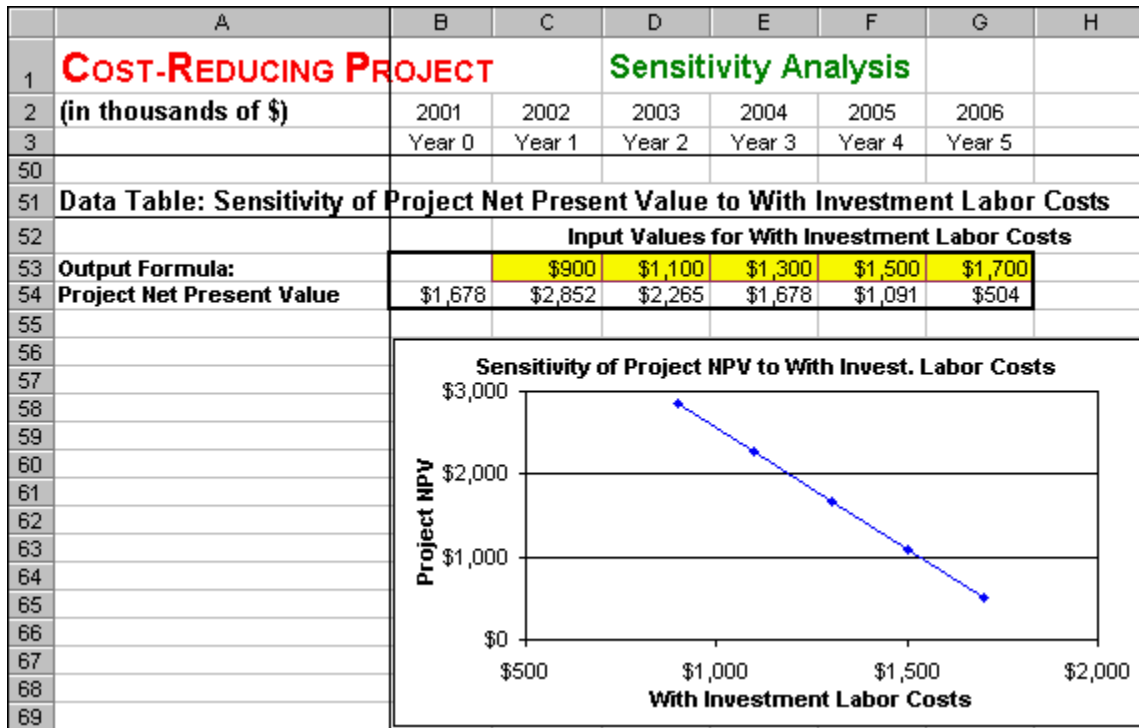 A B C D E F G H
1 COST-REDUCING PROJECT Sensitivity Analysis
2 (in thousands of $) 2001 2002 2003 2004 2005 2006
3 Year 0 Year 1 Year 2 Year 3 Year 4 Year 5
50
51 Data Table: Sensitivity of Project Net Present Value to With Investment Labor Costs
52 Input Values for With Investment Labor Costs
53 Output Formula: $900 $1,100 $1,300 $1,500 $1,700
54 Project Net Present Value $1,678 $2,852 $2,265 $1,678 $1,091 $504
55
56
57
58
59
60
61
62
63
64
65
66
67
68
69
Sensitivity of Project NPV to With Invest. Labor Costs
Project NPV
$3,000
$2,000
$1,000
$0
$500 $1,000 $1,500 $2,000
With Investment Labor Costs